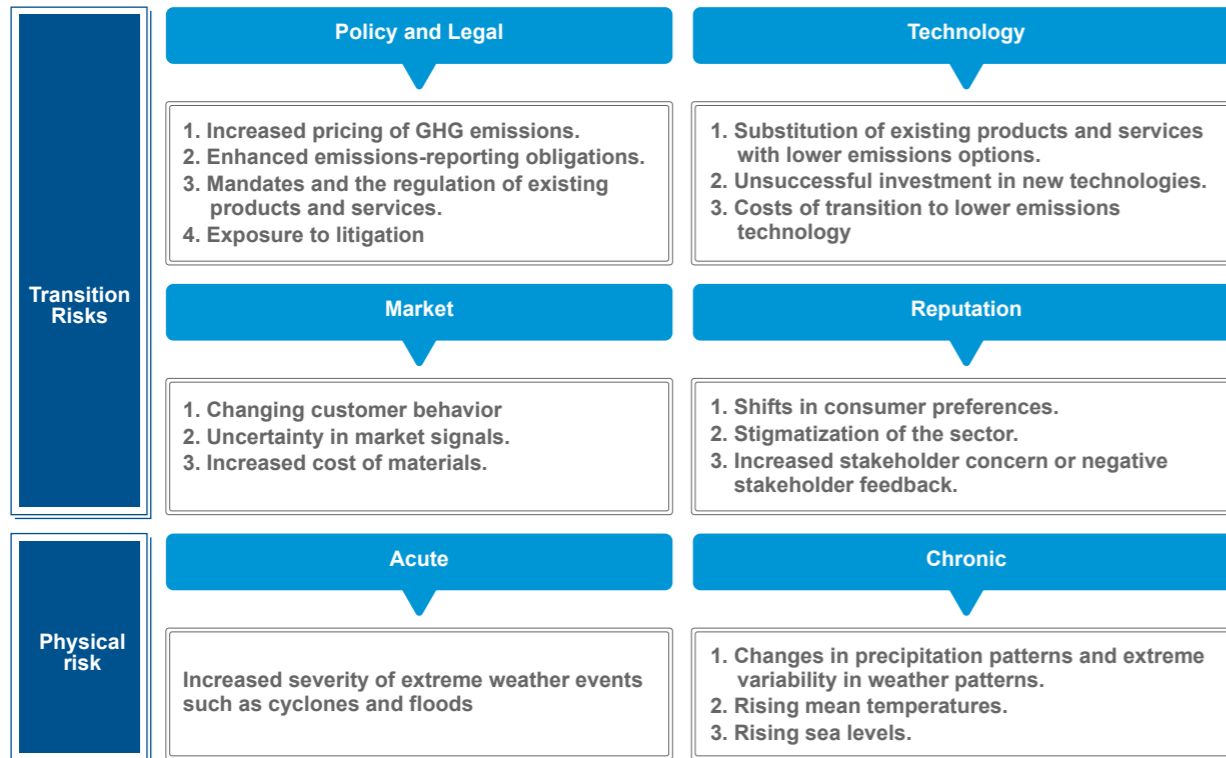 Transition
Risks
Policy and Legal
1. Increased pricing of GHG emissions.
2. Enhanced emissions-reporting obligations.
3. Mandates and the regulation of existing
products and services.
4. Exposure to litigation
Technology
1. Substitution of existing products and services
with lower emissions options.
2. Unsuccessful investment in new technologies.
3. Costs of transition to lower emissions
technology
Market
1. Changing customer behavior
2. Uncertainty in market signals.
3. Increased cost of materials.
Reputation
1. Shifts in consumer preferences.
2. Stigmatization of the sector.
3. Increased stakeholder concern or negative
stakeholder feedback.
Physical
risk
Acute
Increased severity of extreme weather events
such as cyclones and floods
Chronic
1. Changes in precipitation patterns and extreme
variability in weather patterns.
2. Rising mean temperatures.
3. Rising sea levels.